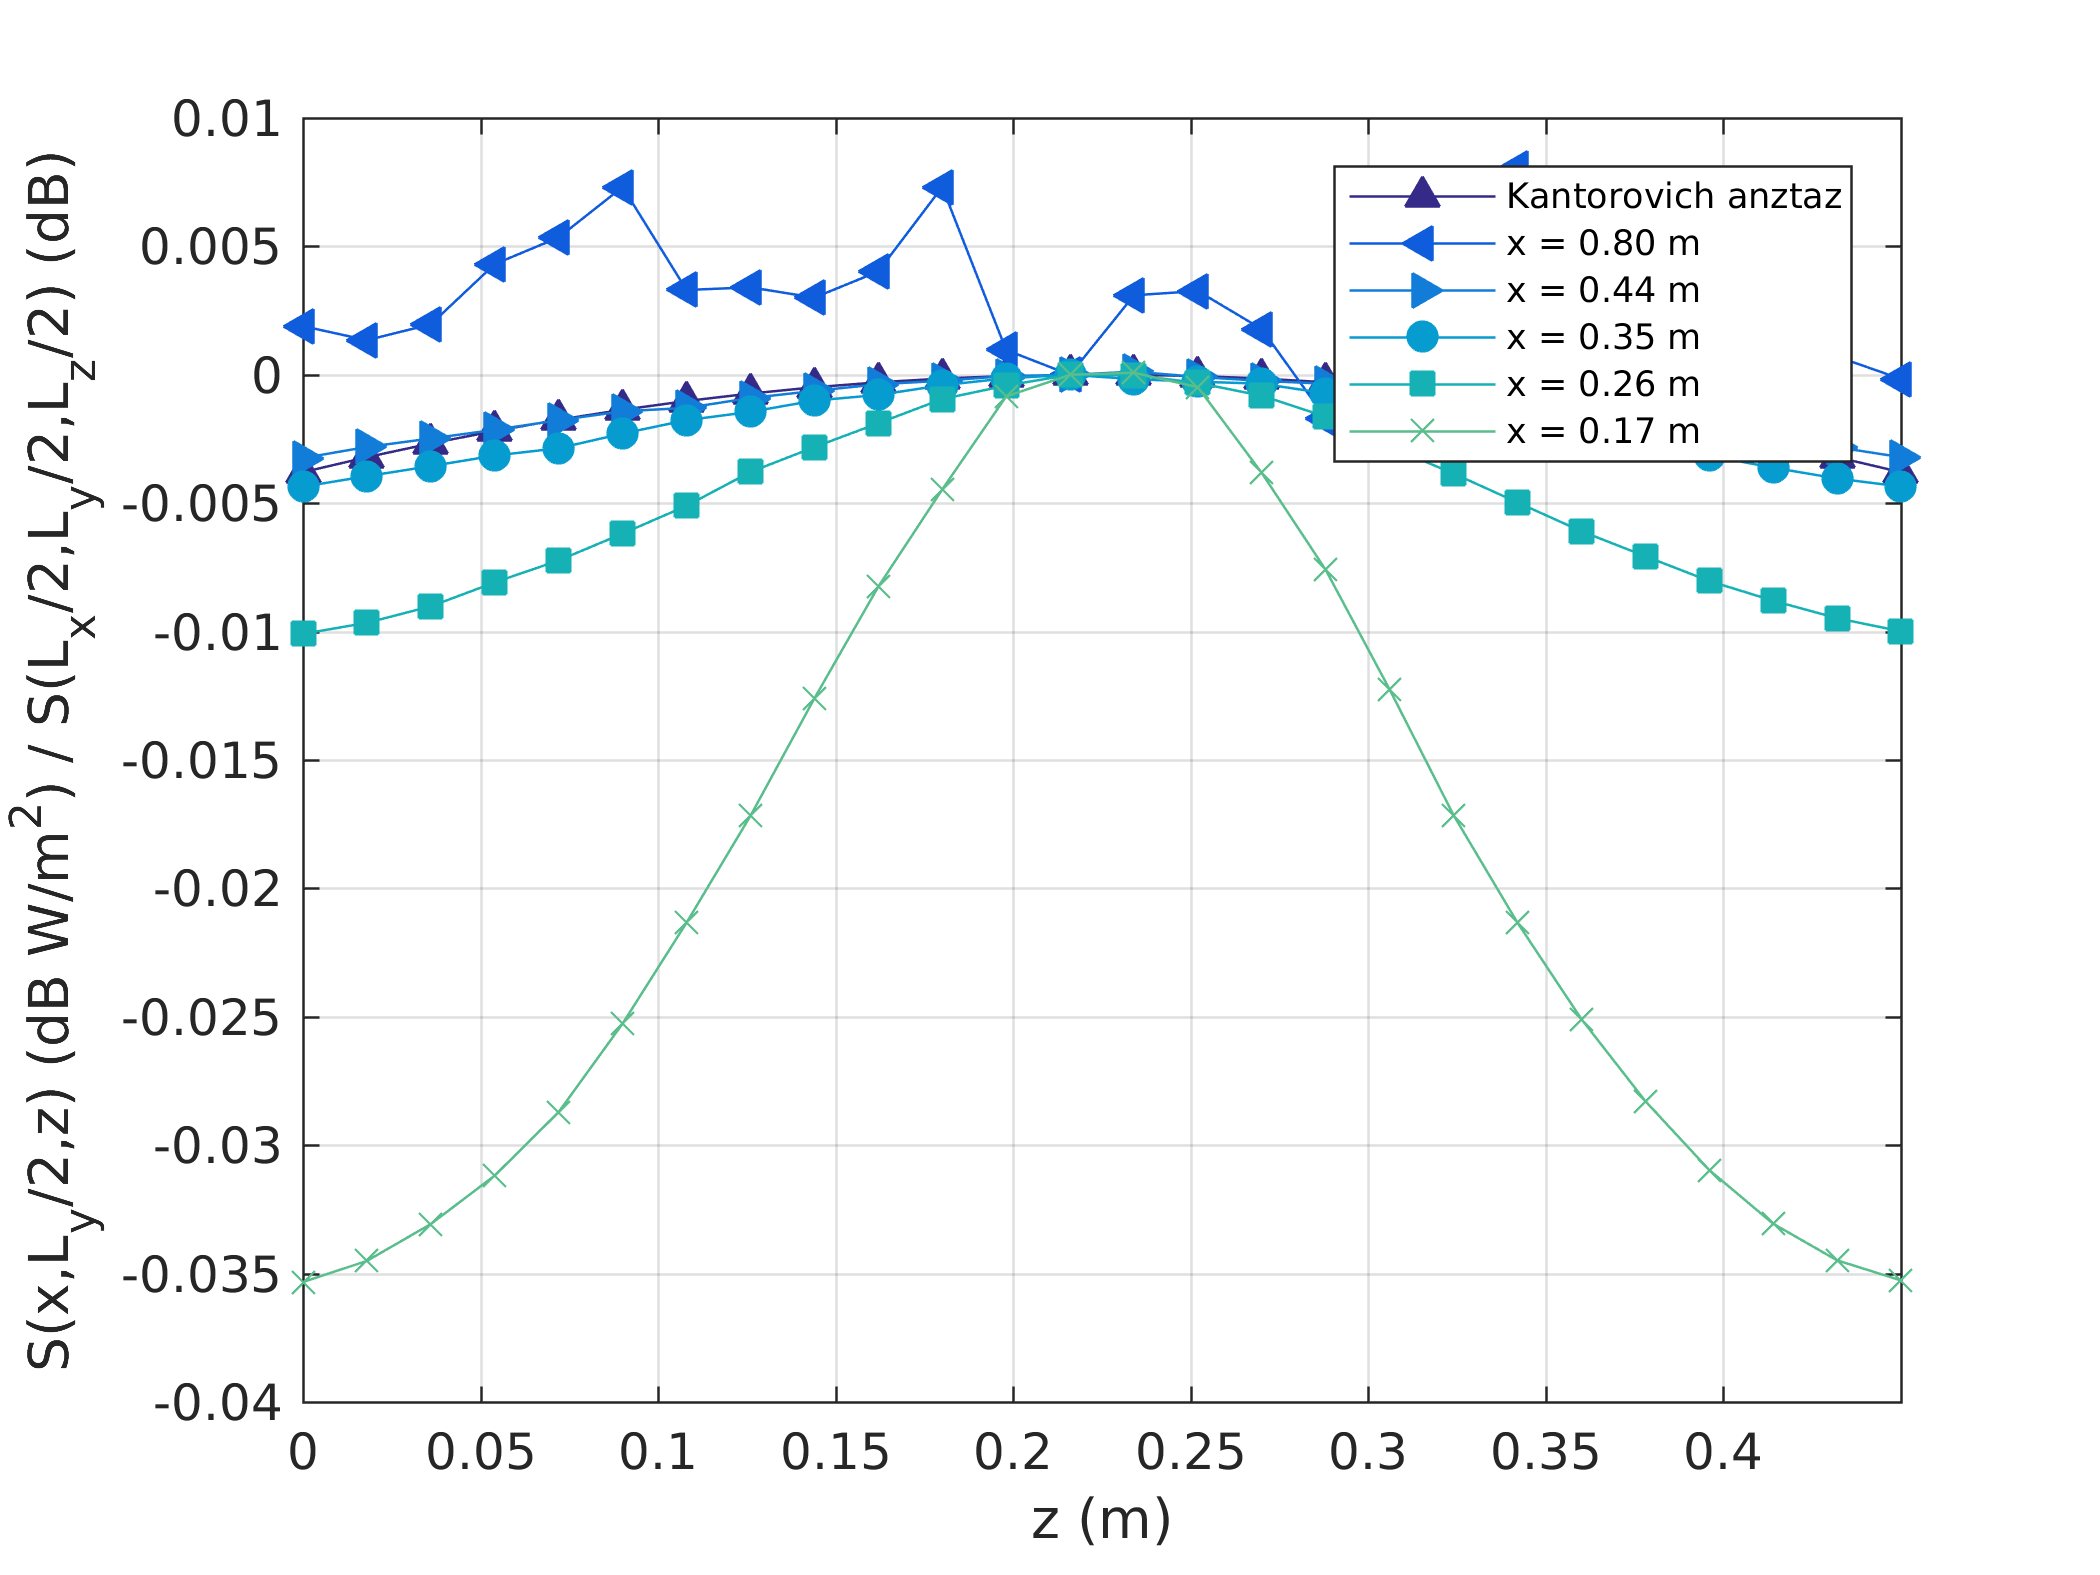 S(x,Ly/2,z) (dB W/m2) / S(Lx/2,Ly/2,Lz/2) (dB)
0.01
0.005
0
-0.005
-0.01
-0.015
-0.02
-0.025
-0.03
-0.035
-0.04
Kantorovich anztaz
x = 0.80 m
x = 0.44 m
x = 0.35 m
x = 0.26 m
x = 0.17 m
0 0.05 0.1 0.15 0.2 0.25 0.3 0.35 0.4
z (m)